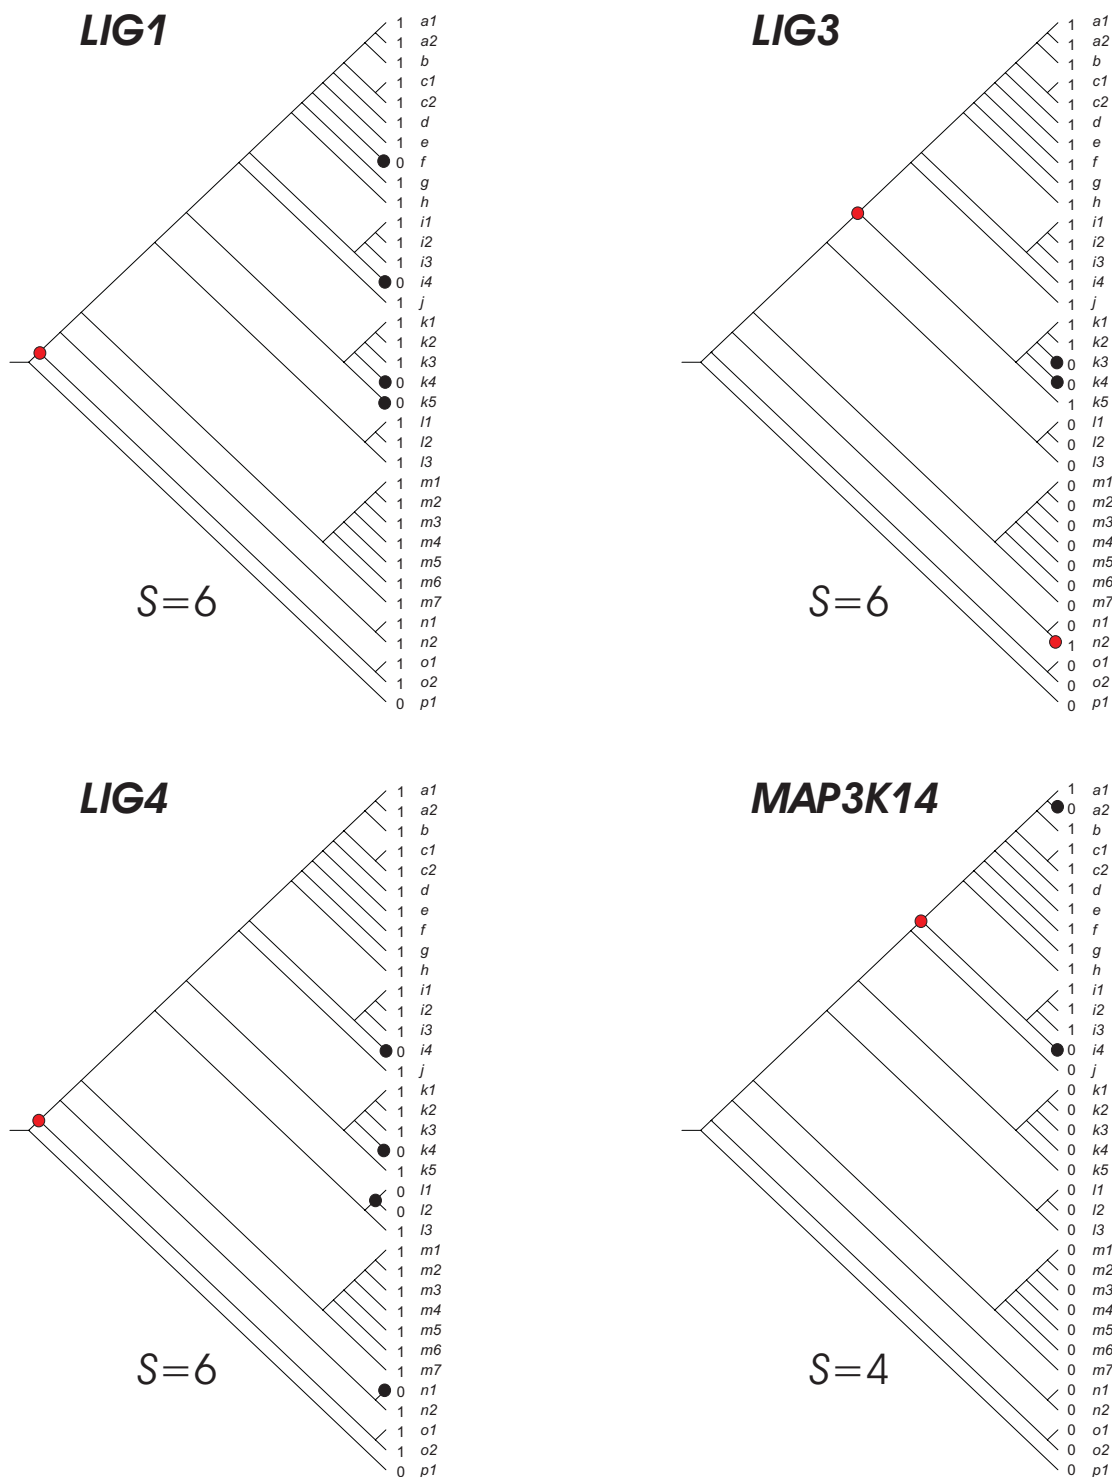 LIG1
1 a1
1 a2
1 b
1 c1
1 c2
1 d
1 e
0 f
1 g
1 h
1 i1
1 i2
1 i3
0 i4
1 j
1 k1
1 k2
1 k3
0 k4
0 k5
1 l1
1 l2
1 l3
1 m1
1 m2
1 m3
1 m4
1 m5
1 m6
1 m7
1 n1
1 n2
1 o1
1 o2
0 p1
S=6
LIG3
1 a1
1 a2
1 b
1 c1
1 c2
1 d
1 e
1 f
1 g
1 h
1 i1
1 i2
1 i3
1 i4
1 j
1 k1
1 k2
0 k3
0 k4
1 k5
0 l1
0 l2
0 l3
0 m1
0 m2
0 m3
0 m4
0 m5
0 m6
0 m7
0 n1
1 n2
0 o1
0 o2
0 p1
S=6
LIG4
1 a1
1 a2
1 b
1 c1
1 c2
1 d
1 e
1 f
1 g
1 h
1 i1
1 i2
1 i3
0 i4
1 j
1 k1
1 k2
1 k3
0 k4
1 k5
0 l1
0 l2
1 l3
1 m1
1 m2
1 m3
1 m4
1 m5
1 m6
1 m7
0 n1
1 n2
1 o1
1 o2
0 p1
S=6
MAP3K14
1 a1
0 a2
1 b
1 c1
1 c2
1 d
1 e
1 f
1 g
1 h
1 i1
1 i2
1 i3
0 i4
0 j
0 k1
0 k2
0 k3
0 k4
0 k5
0 l1
0 l2
0 l3
0 m1
0 m2
0 m3
0 m4
0 m5
0 m6
0 m7
0 n1
0 n2
0 o1
0 o2
0 p1
S=4